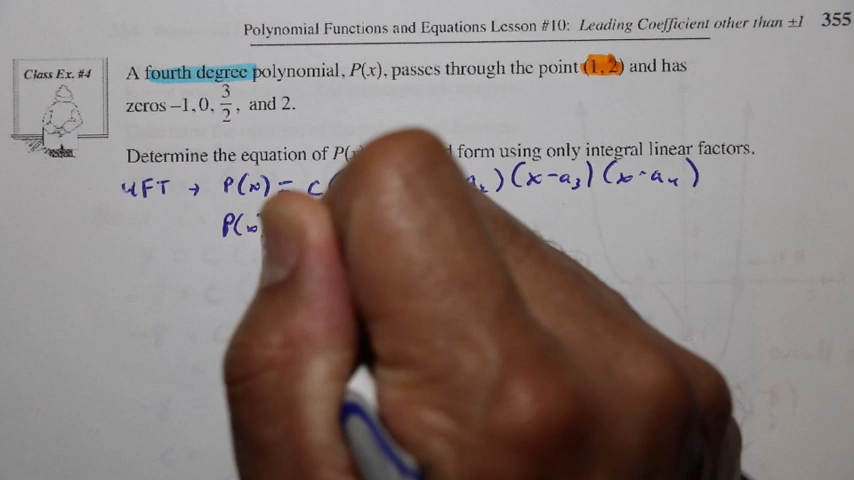 Polynomial Functions and Equations Lesson #10: Leading Coefficient other than ±1 355
Class Ex. #4
A fourth degree polynomial, P(x), passes through the point (1, 2) and has
zeros −1, 0, 3/2, and 2.
Determine the equation of P( form using only integral linear factors.
4FT → P(x) = c( (x-a₃)(x-a₄)
P(x